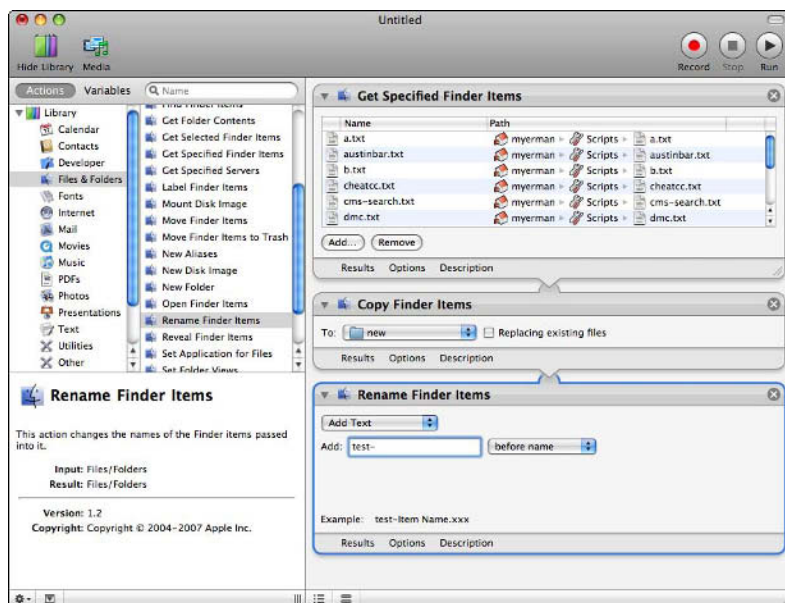 Untitled
Hide Library Media
Record Stop Run
Actions Variables Name
Library
Calendar
Contacts
Developer
Files & Folders
Fonts
Internet
Mail
Movies
Music
PDFs
Photos
Presentations
Text
Utilities
Other
Find Finder Items
Get Folder Contents
Get Selected Finder Items
Get Specified Finder Items
Get Specified Servers
Label Finder Items
Mount Disk Image
Move Finder Items
Move Finder Items to Trash
New Aliases
New Disk Image
New Folder
Open Finder Items
Rename Finder Items
Reveal Finder Items
Set Application for Files
Set Folder Views
Rename Finder Items
This action changes the names of the Finder items passed
into it.
Input: Files/Folders
Result: Files/Folders
Version: 1.2
Copyright: Copyright © 2004-2007 Apple Inc.
Get Specified Finder Items
Name Path
a.txt myerman Scripts a.txt
austinbar.txt myerman Scripts austinbar.txt
b.txt myerman Scripts b.txt
cheatcc.txt myerman Scripts cheatcc.txt
cms-search.txt myerman Scripts cms-search.txt
dmc.txt myerman Scripts dmc.txt
Add... Remove
Results Options Description
Copy Finder Items
To: new Replacing existing files
Results Options Description
Rename Finder Items
Add Text
Add: test- before name
Example: test-Item Name.xxx
Results Options Description